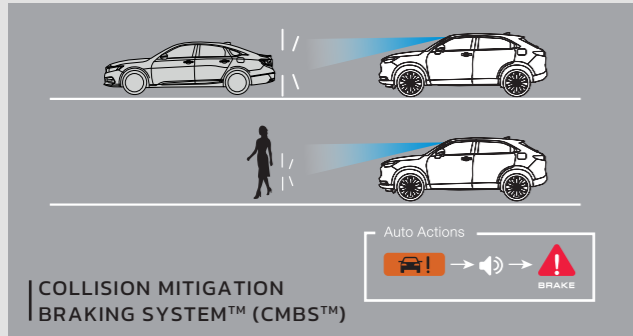 Auto Actions
!
!
BRAKE
COLLISION MITIGATION
BRAKING SYSTEM™ (CMBS™)